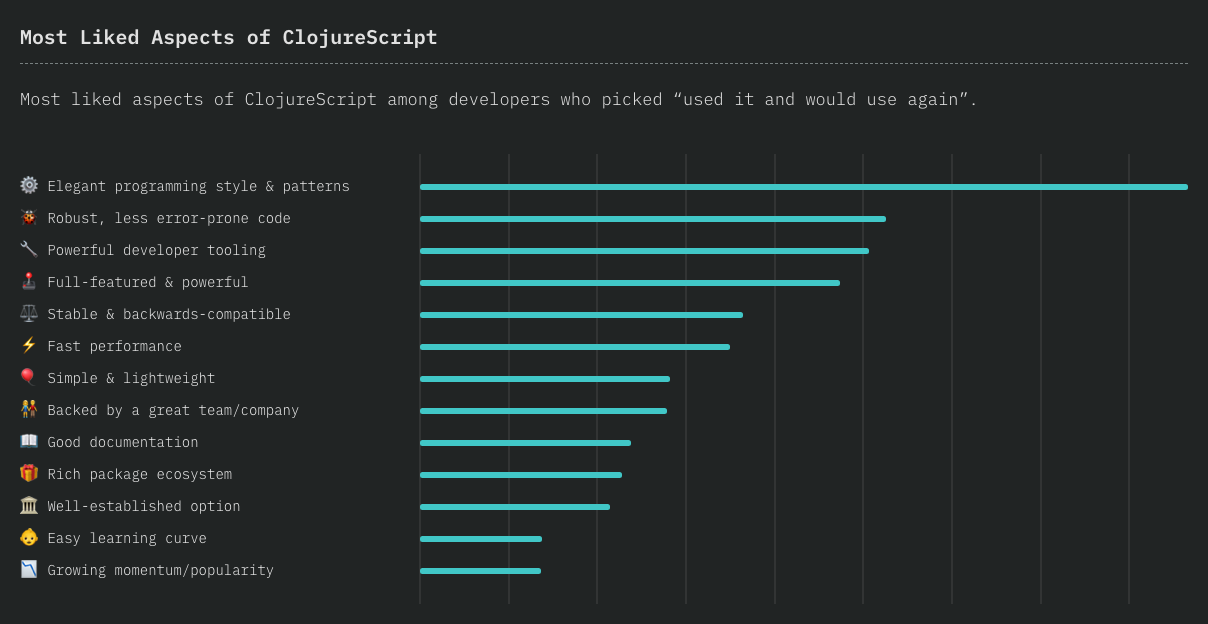 Most Liked Aspects of ClojureScript
Most liked aspects of ClojureScript among developers who picked “used it and would use again”.
Elegant programming style & patterns
Robust, less error-prone code
Powerful developer tooling
Full-featured & powerful
Stable & backwards-compatible
Fast performance
Simple & lightweight
Backed by a great team/company
Good documentation
Rich package ecosystem
Well-established option
Easy learning curve
Growing momentum/popularity